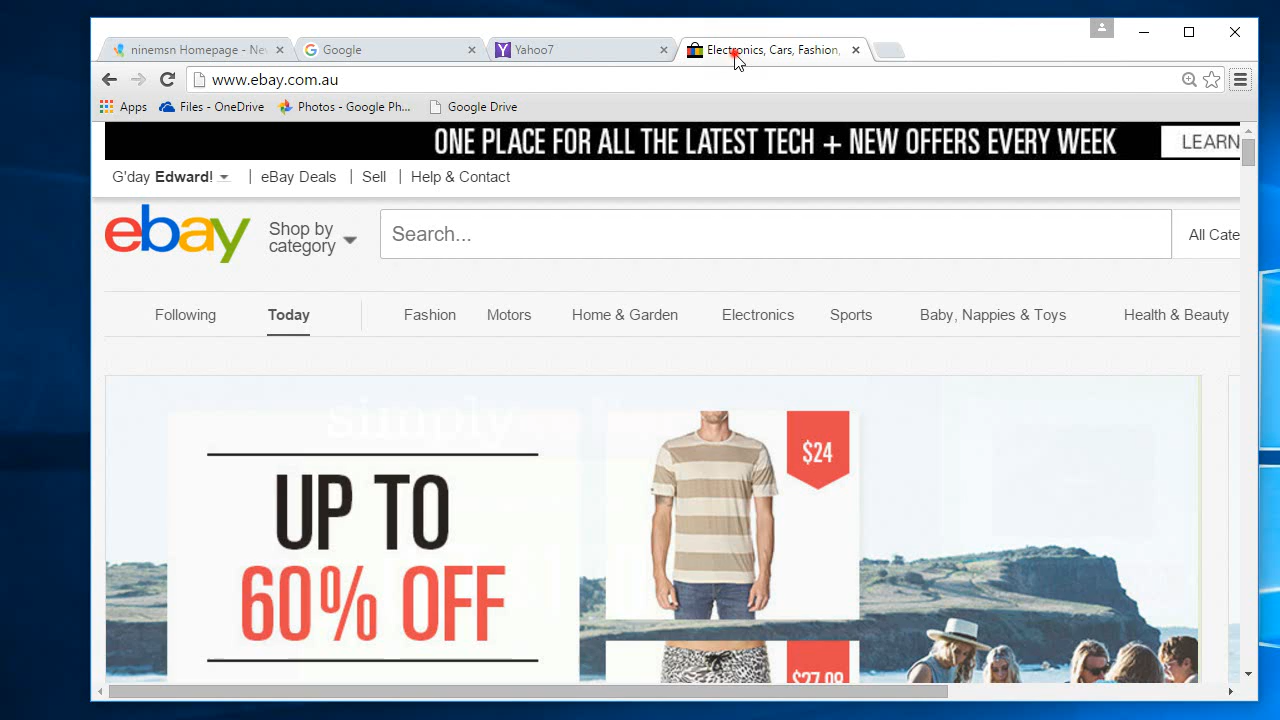 ninemsn Homepage - Ne
Google
Yahoo7
Electronics, Cars, Fashion,
www.ebay.com.au
Apps
Files - OneDrive
Photos - Google Ph...
Google Drive
ONE PLACE FOR ALL THE LATEST TECH + NEW OFFERS EVERY WEEK
LEARN
G'day Edward!
eBay Deals
Sell
Help & Contact
ebay
Shop by
category
Search...
All Cate
Following
Today
Fashion
Motors
Home & Garden
Electronics
Sports
Baby, Nappies & Toys
Health & Beauty
simply
$24
UP TO
60% OFF
$27.08